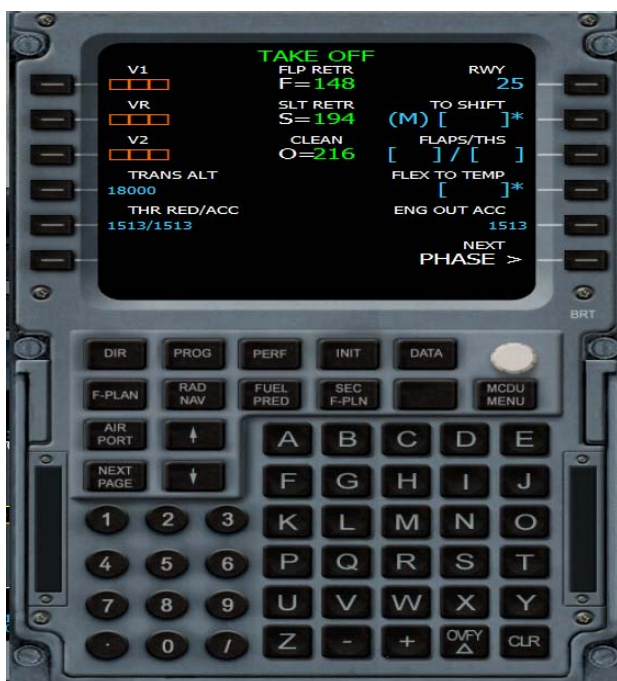 TAKE OFF
V1 FLP RETR RWY
F=148 25
VR SLT RETR TO SHIFT
S=194 (M) [ ]*
V2 CLEAN FLAPS/THS
O=216 [ ] / [ ]
TRANS ALT FLEX TO TEMP
18000 [ ]*
THR RED/ACC ENG OUT ACC
1513/1513 1513
NEXT
PHASE >
BRT
DIR PROG PERF INIT DATA
F-PLAN RAD NAV FUEL PRED SEC F-PLN MCDU MENU
AIR PORT
A B C D E
NEXT PAGE
F G H I J
1 2 3 K L M N O
4 5 6 P Q R S T
7 8 9 U V W X Y
. 0 / Z - + OVFY CLR